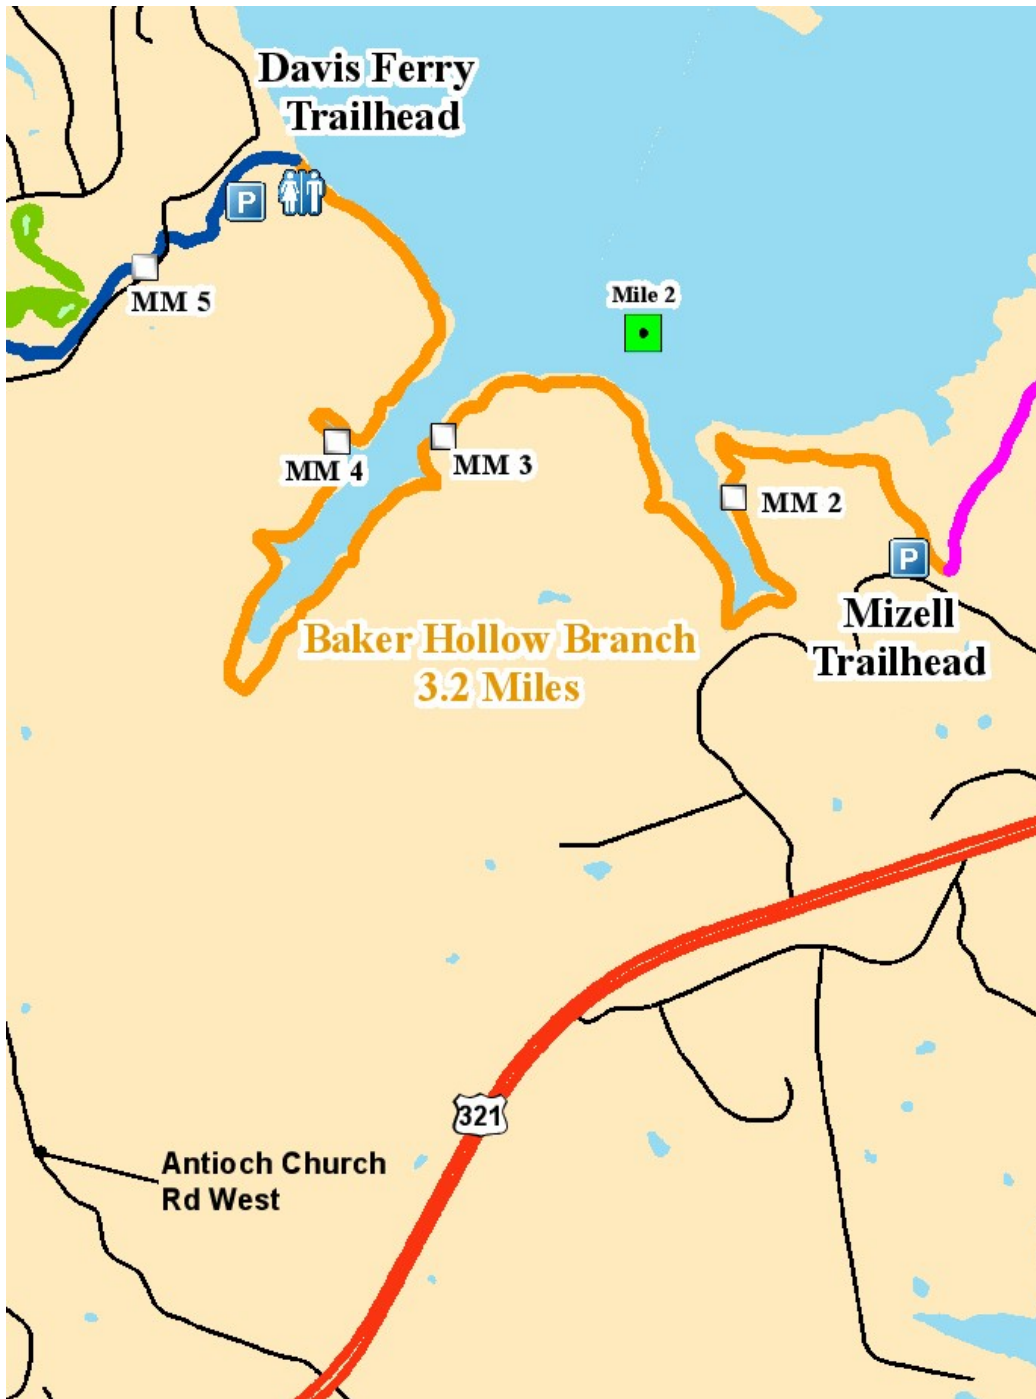 Davis Ferry
Trailhead
P
Mile 2
MM 5
MM 4
MM 3
MM 2
P
Baker Hollow Branch
3.2 Miles
Mizell
Trailhead
321
Antioch Church
Rd West